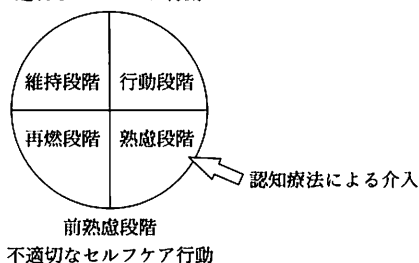 維持段階 行動段階
再燃段階 熟慮段階
認知療法による介入
前熟慮段階
不適切なセルフケア行動